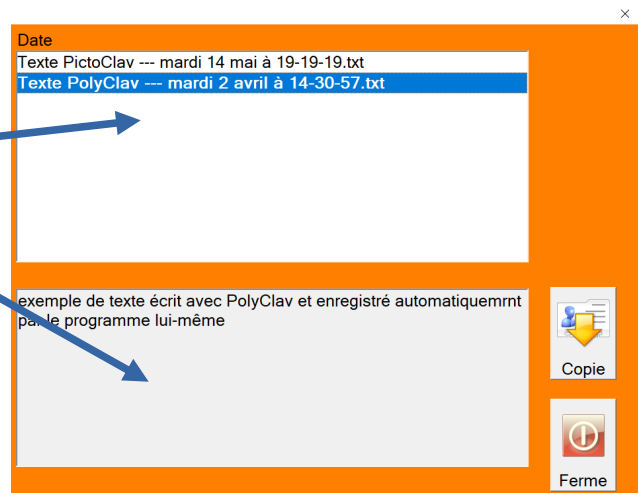 Date
Texte PictoClav --- mardi 14 mai à 19-19-19.txt
Texte PolyClav --- mardi 2 avril à 14-30-57.txt
exemple de texte écrit avec PolyClav et enregistré automatiquemrnt
par le programme lui-même
Copie
Ferme